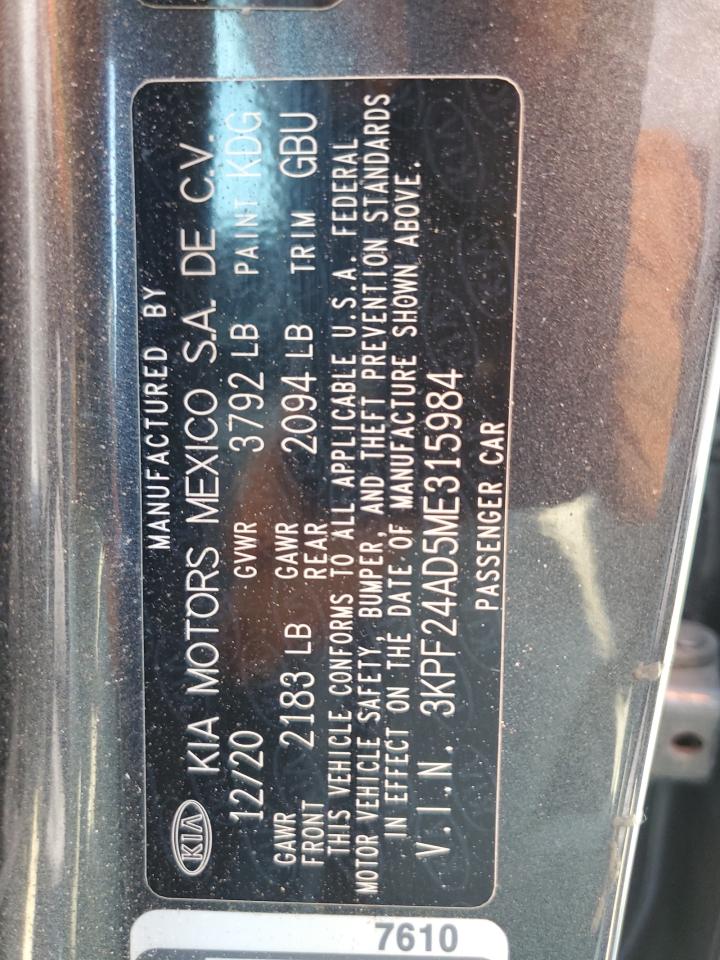 MANUFACTURED BY
KIA KIA MOTORS MEXICO S.A. DE C.V.
12/20 GVWR 3792 LB PAINT KDG
GAWR FRONT 2183 LB GAWR REAR 2094 LB TRIM GBU
THIS VEHICLE CONFORMS TO ALL APPLICABLE U.S.A. FEDERAL
MOTOR VEHICLE SAFETY, BUMPER, AND THEFT PREVENTION STANDARDS
IN EFFECT ON THE DATE OF MANUFACTURE SHOWN ABOVE.
V.I.N. 3KPF24AD5ME315984
PASSENGER CAR
7610